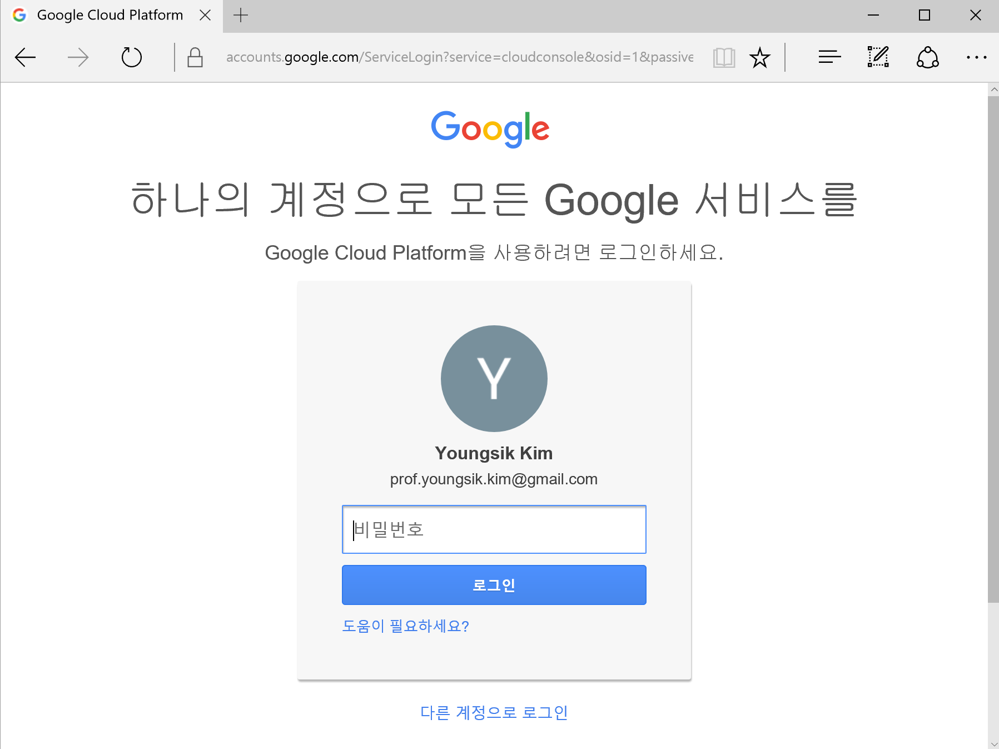 Google Cloud Platform
accounts.google.com/ServiceLogin?service=cloudconsole&osid=1&passive
Google
하나의 계정으로 모든 Google 서비스를
Google Cloud Platform을 사용하려면 로그인하세요.
Y
Youngsik Kim
prof.youngsik.kim@gmail.com
비밀번호
로그인
도움이 필요하세요?
다른 계정으로 로그인